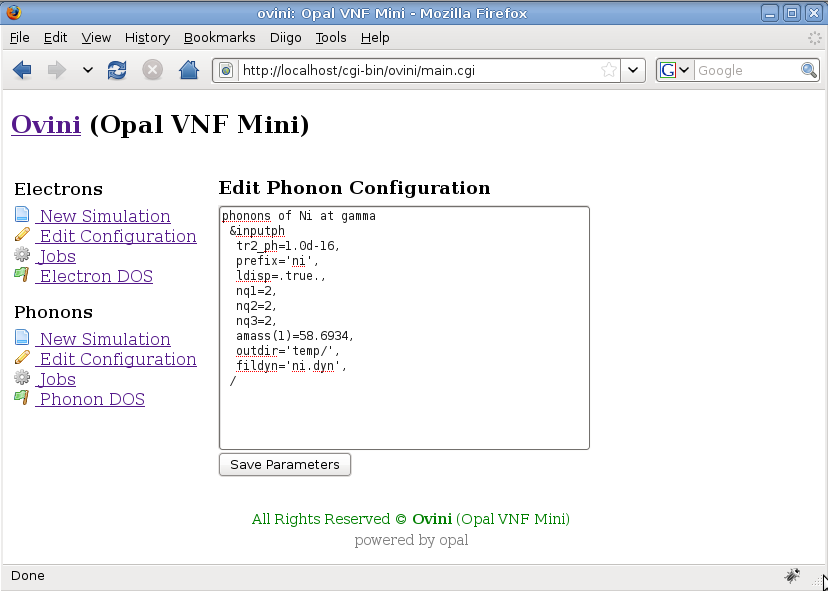 ovini: Opal VNF Mini - Mozilla Firefox
File Edit View History Bookmarks Diigo Tools Help
http://localhost/cgi-bin/ovini/main.cgi
G Google
Ovini (Opal VNF Mini)
Electrons
New Simulation
Edit Configuration
Jobs
Electron DOS
Phonons
New Simulation
Edit Configuration
Jobs
Phonon DOS
Edit Phonon Configuration
phonons of Ni at gamma
&inputph
tr2_ph=1.0d-16,
prefix='ni',
ldisp=.true.,
nq1=2,
nq2=2,
nq3=2,
amass(1)=58.6934,
outdir='temp/',
fildyn='ni.dyn',
/
Save Parameters
All Rights Reserved © Ovini (Opal VNF Mini)
powered by opal
Done